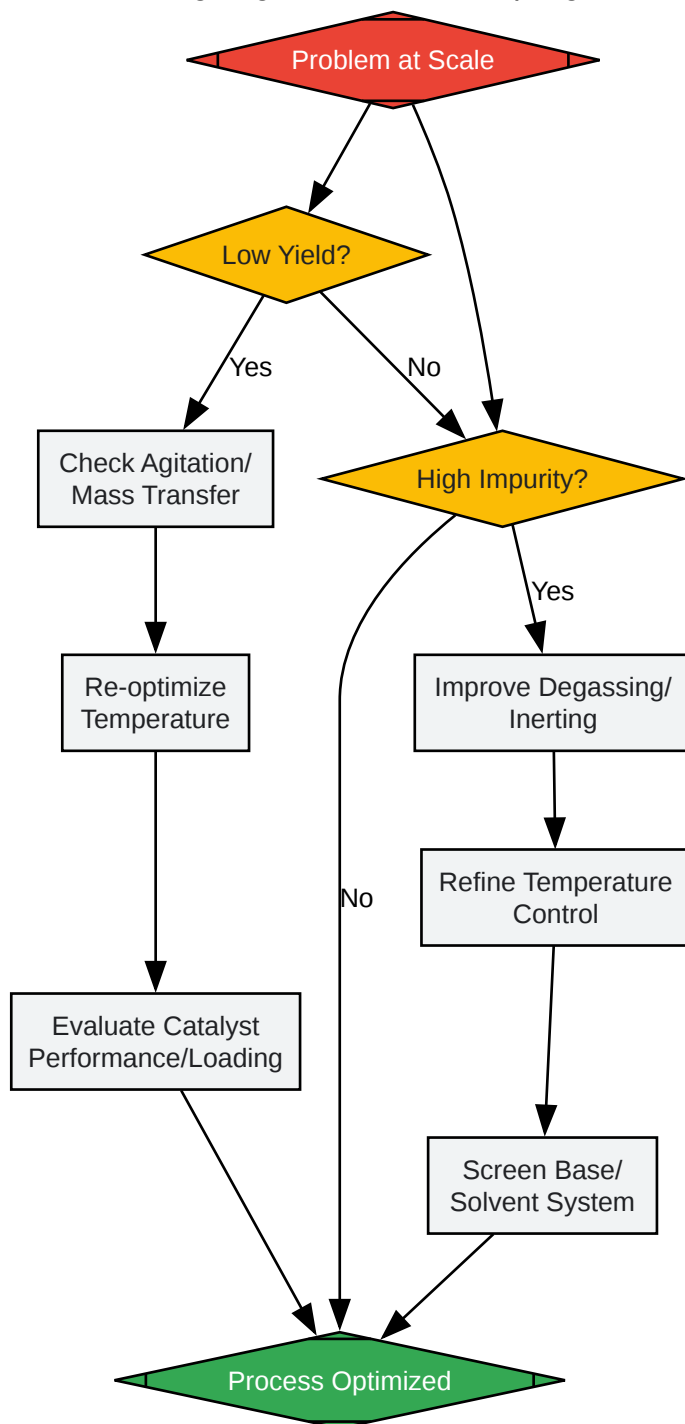 Problem at Scale
Low Yield?
Yes
No
Check Agitation/
Mass Transfer
High Impurity?
Yes
Re-optimize
Temperature
Improve Degassing/
Inerting
Refine Temperature
Control
No
Evaluate Catalyst
Performance/Loading
Screen Base/
Solvent System
Process Optimized